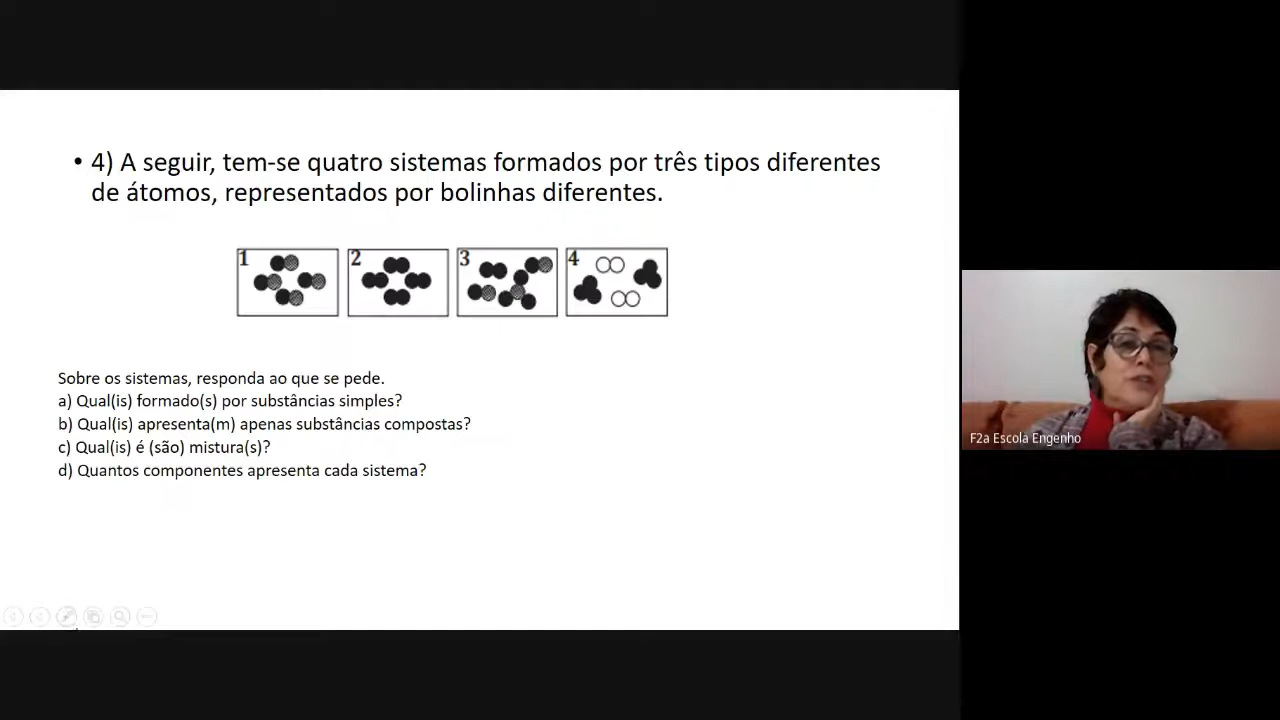 • 4) A seguir, tem-se quatro sistemas formados por três tipos diferentes
de átomos, representados por bolinhas diferentes.
1 2 3 4
Sobre os sistemas, responda ao que se pede.
a) Qual(is) formado(s) por substâncias simples?
b) Qual(is) apresenta(m) apenas substâncias compostas?
c) Qual(is) é (são) mistura(s)?
d) Quantos componentes apresenta cada sistema?
F2a Escola Engenho